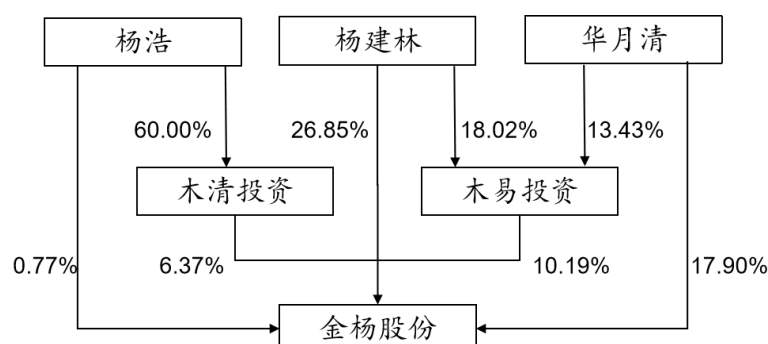 杨浩
杨建林
华月清
60.00%
26.85%
18.02%
13.43%
木清投资
木易投资
0.77%
6.37%
10.19%
17.90%
金杨股份